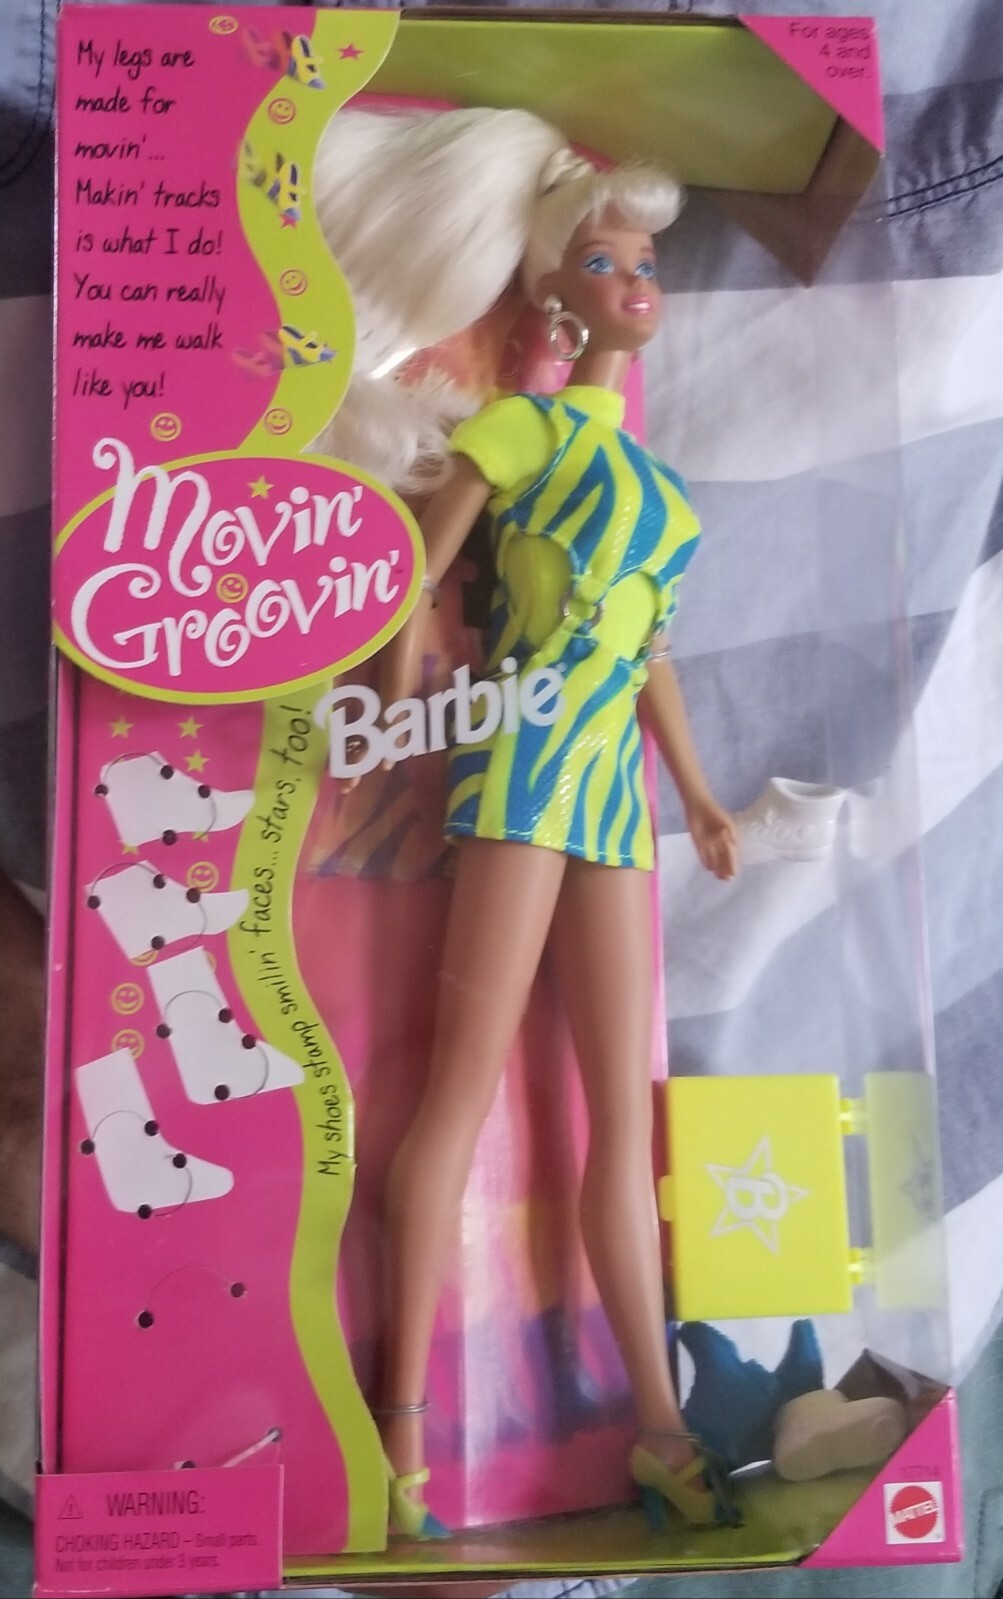 My legs are
made for
movin'...
Makin' tracks
is what I do!
You can really
make me walk
like you!
For ages
4 and
over.
Movin'
Groovin'
Barbie
My shoes stamp smilin' faces... stars, too!
B
WARNING:
CHOKING HAZARD – Small parts.
Not for children under 3 years.
17714
MATTEL